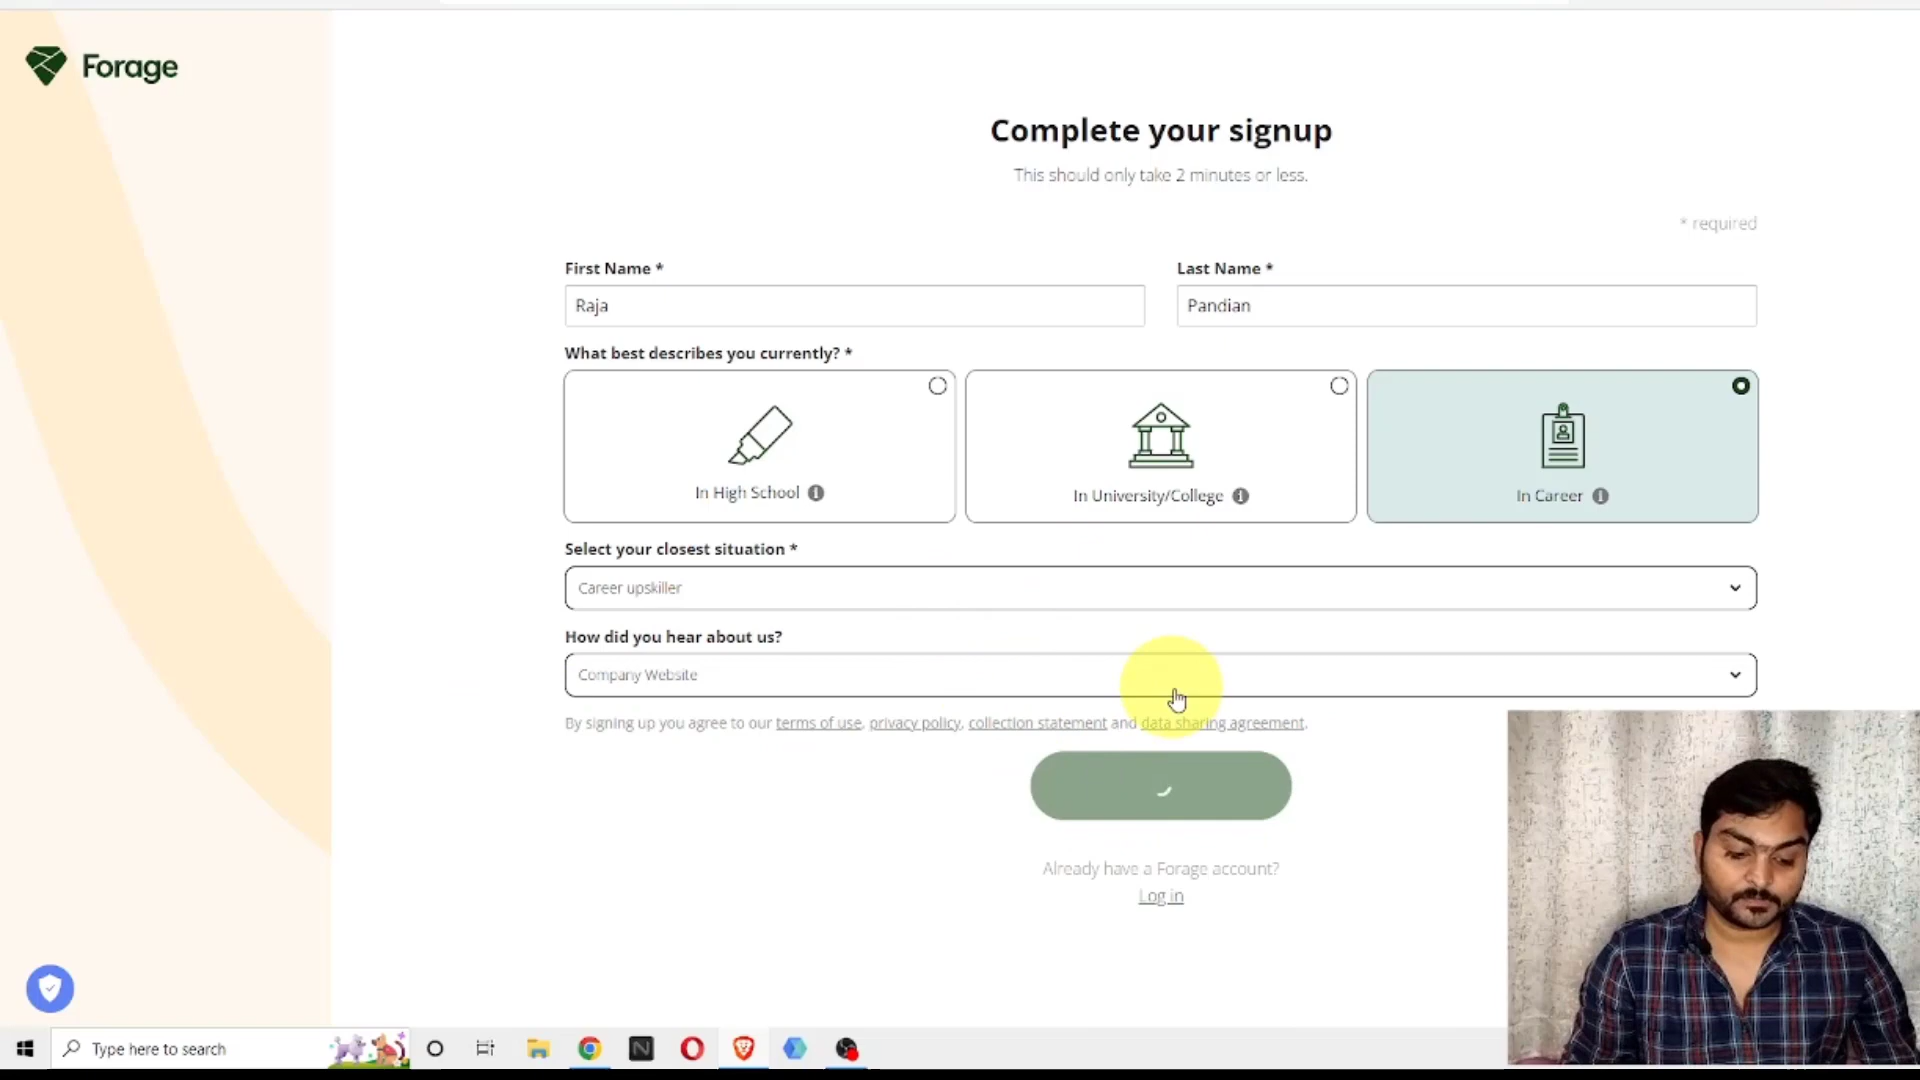 Forage
Complete your signup
This should only take 2 minutes or less.
* required
First Name *
Last Name *
Raja
Pandian
What best describes you currently? *
In High School
In University/College
In Career
Select your closest situation *
Career upskiller
How did you hear about us?
Company Website
By signing up you agree to our terms of use, privacy policy, collection statement and data sharing agreement.
Already have a Forage account?
Log in
Type here to search